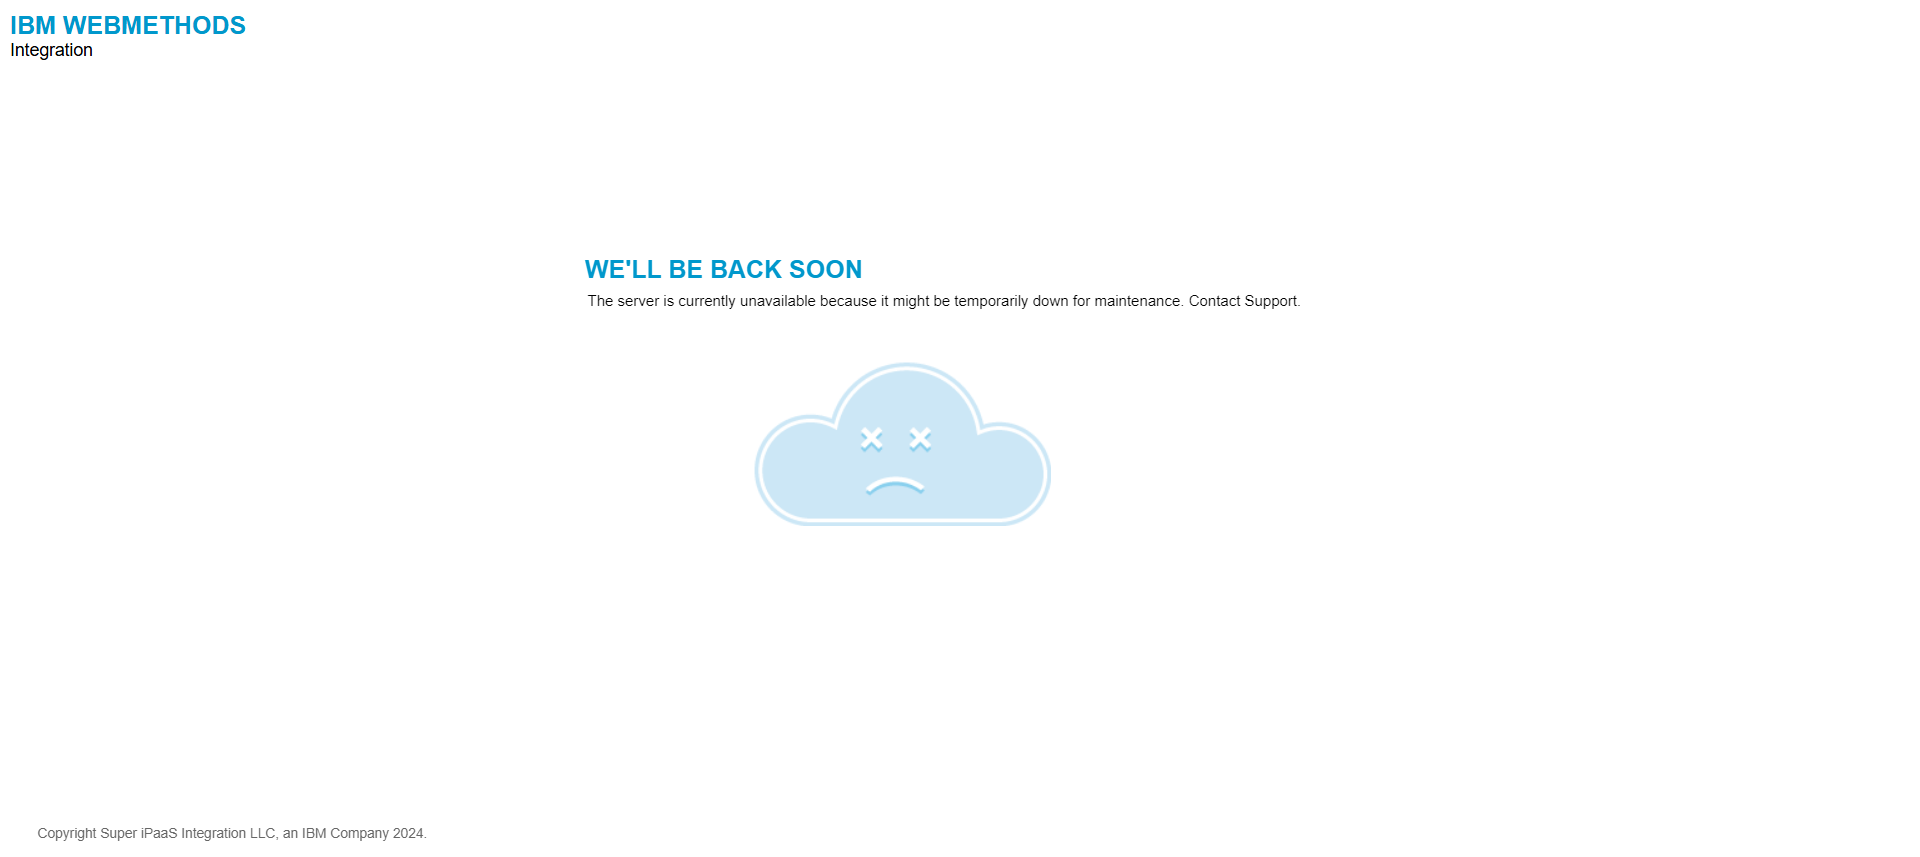 IBM WEBMETHODS
Integration
WE'LL BE BACK SOON
The server is currently unavailable because it might be temporarily down for maintenance. Contact Support.
Copyright Super iPaaS Integration LLC, an IBM Company 2024.